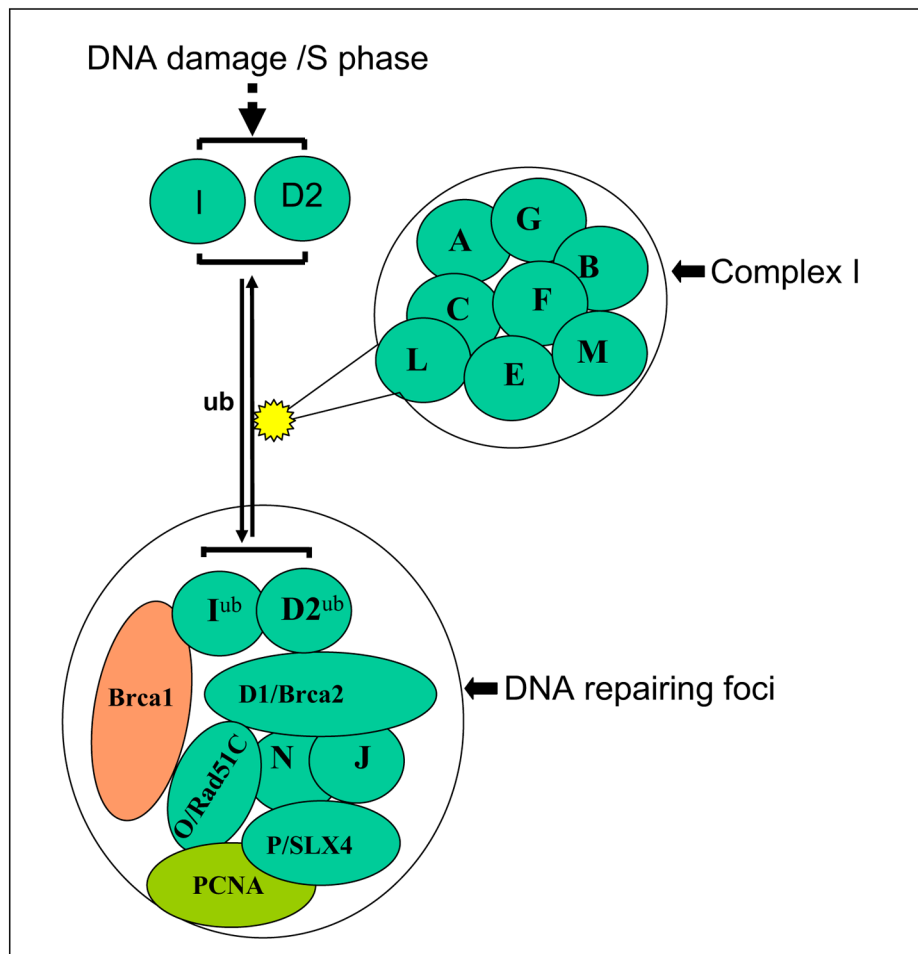 DNA damage /S phase
I
D2
A
G
B
C
F
L
E
M
Complex I
ub
Iub
D2ub
Brca1
D1/Brca2
DNA repairing foci
O/Rad51C
N
J
P/SLX4
PCNA